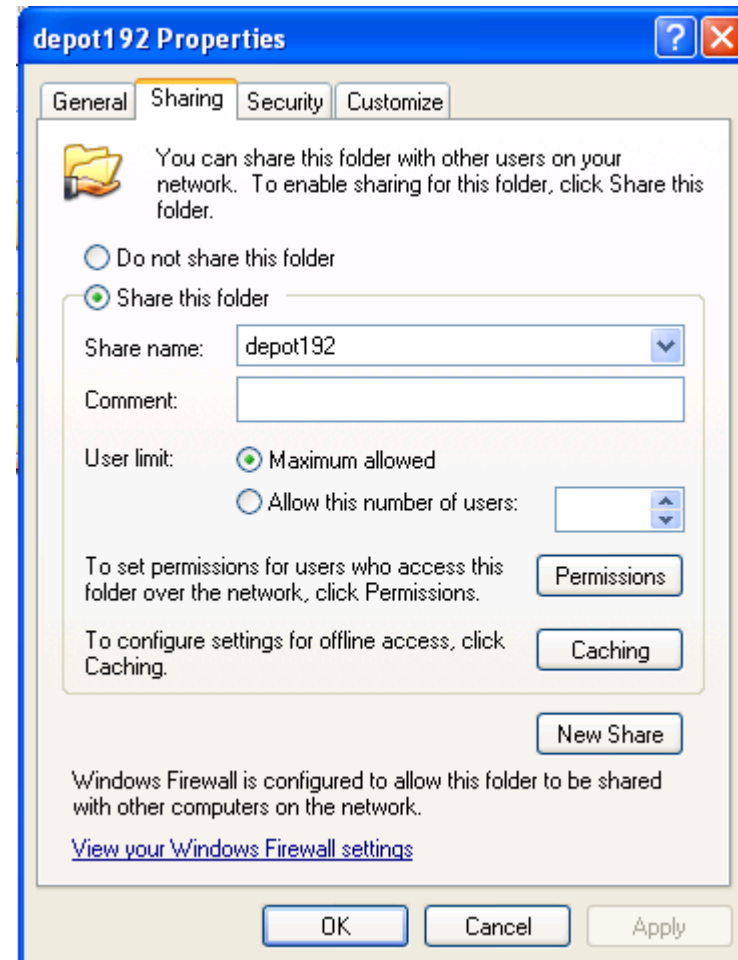 depot192 Properties
General Sharing Security Customize
You can share this folder with other users on your
network. To enable sharing for this folder, click Share this
folder.
Do not share this folder
Share this folder
Share name: depot192
Comment:
User limit: Maximum allowed
Allow this number of users:
To set permissions for users who access this
folder over the network, click Permissions.
Permissions
To configure settings for offline access, click
Caching.
Caching
New Share
Windows Firewall is configured to allow this folder to be shared
with other computers on the network.
View your Windows Firewall settings
OK Cancel Apply